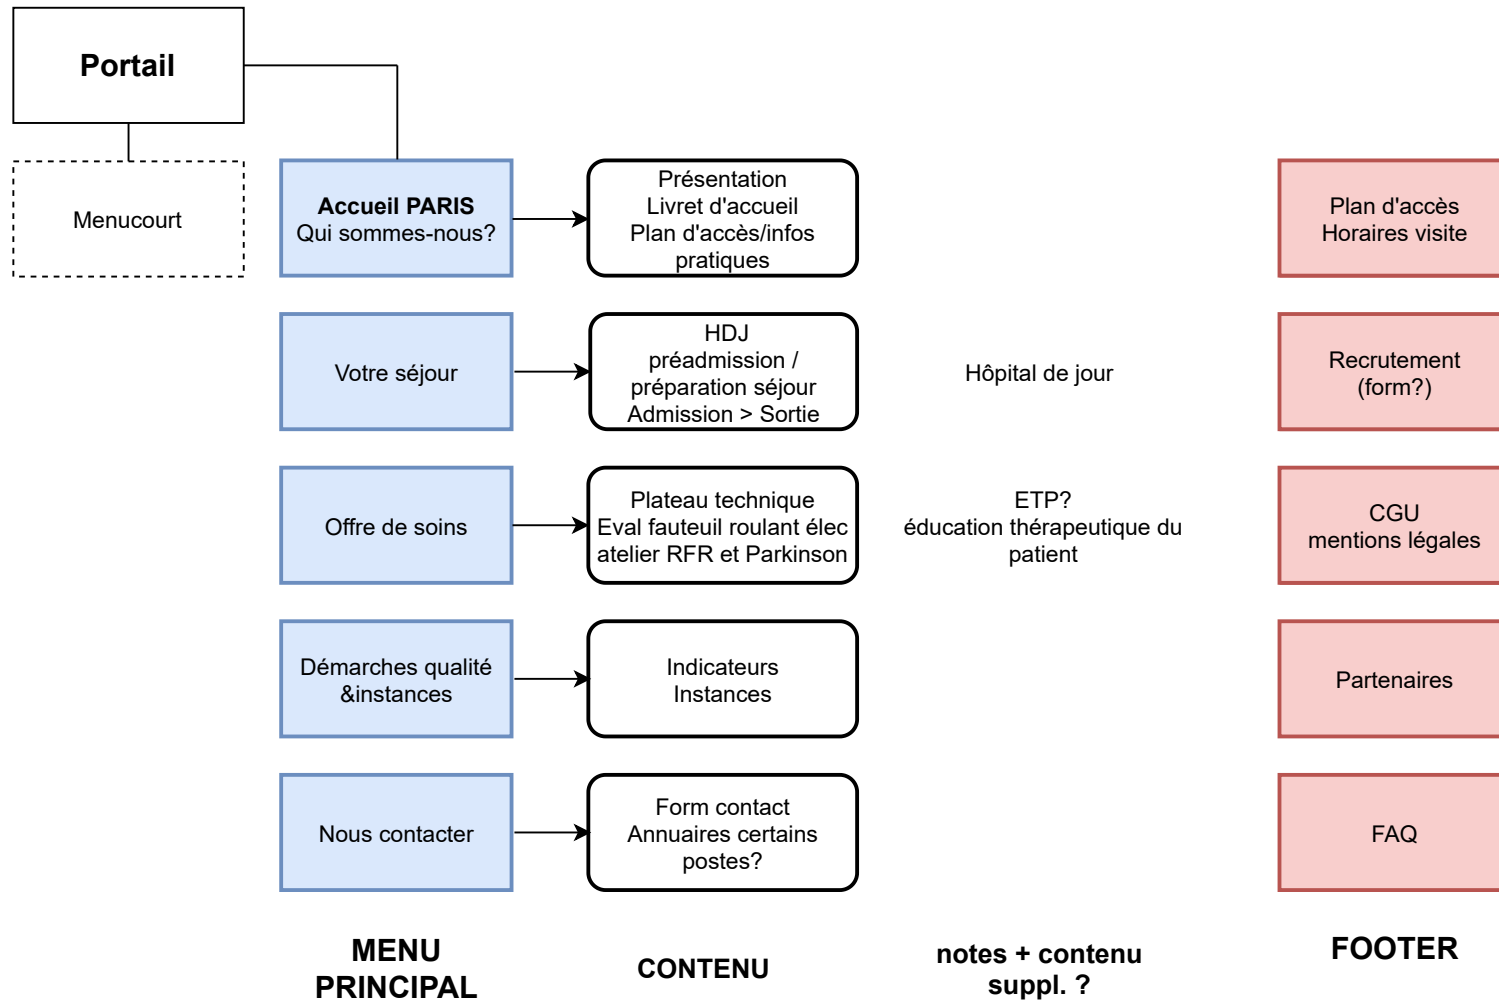 Portail
Menucourt
Accueil PARIS
Qui sommes-nous?
Présentation
Livret d'accueil
Plan d'accès/infos
pratiques
Plan d'accès
Horaires visite
Votre séjour
HDJ
préadmission /
préparation séjour
Admission > Sortie
Hôpital de jour
Recrutement
(form?)
Offre de soins
Plateau technique
Eval fauteuil roulant élec
atelier RFR et Parkinson
ETP?
éducation thérapeutique du
patient
CGU
mentions légales
Démarches qualité
&instances
Indicateurs
Instances
Partenaires
Nous contacter
Form contact
Annuaires certains
postes?
FAQ
MENU
PRINCIPAL
CONTENU
notes + contenu
suppl. ?
FOOTER